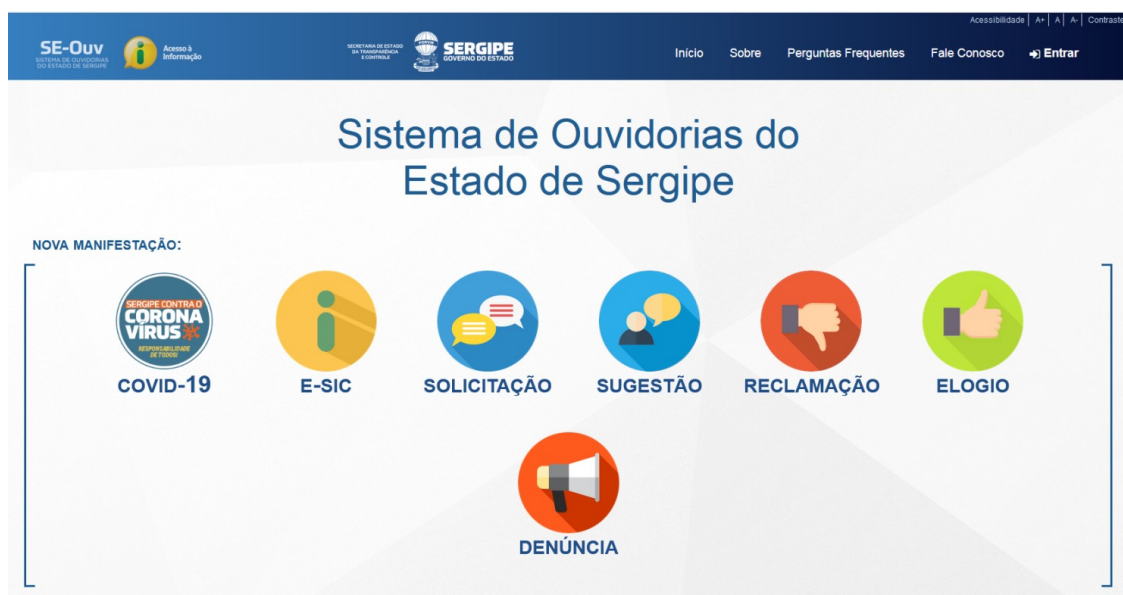 Acessibilidade | A+ | A | A- | Contraste
SE-Ouv
SISTEMA DE OUVIDORIAS
DO ESTADO DE SERGIPE
Acesso à
Informação
SECRETARIA DE ESTADO
DA TRANSPARÊNCIA
E CONTROLE
SERGIPE
GOVERNO DO ESTADO
Início Sobre Perguntas Frequentes Fale Conosco Entrar
Sistema de Ouvidorias do
Estado de Sergipe
NOVA MANIFESTAÇÃO:
SERGIPE CONTRA O
CORONA
VÍRUS
RESPONSABILIDADE
DE TODOS!
COVID-19 E-SIC SOLICITAÇÃO SUGESTÃO RECLAMAÇÃO ELOGIO
DENÚNCIA